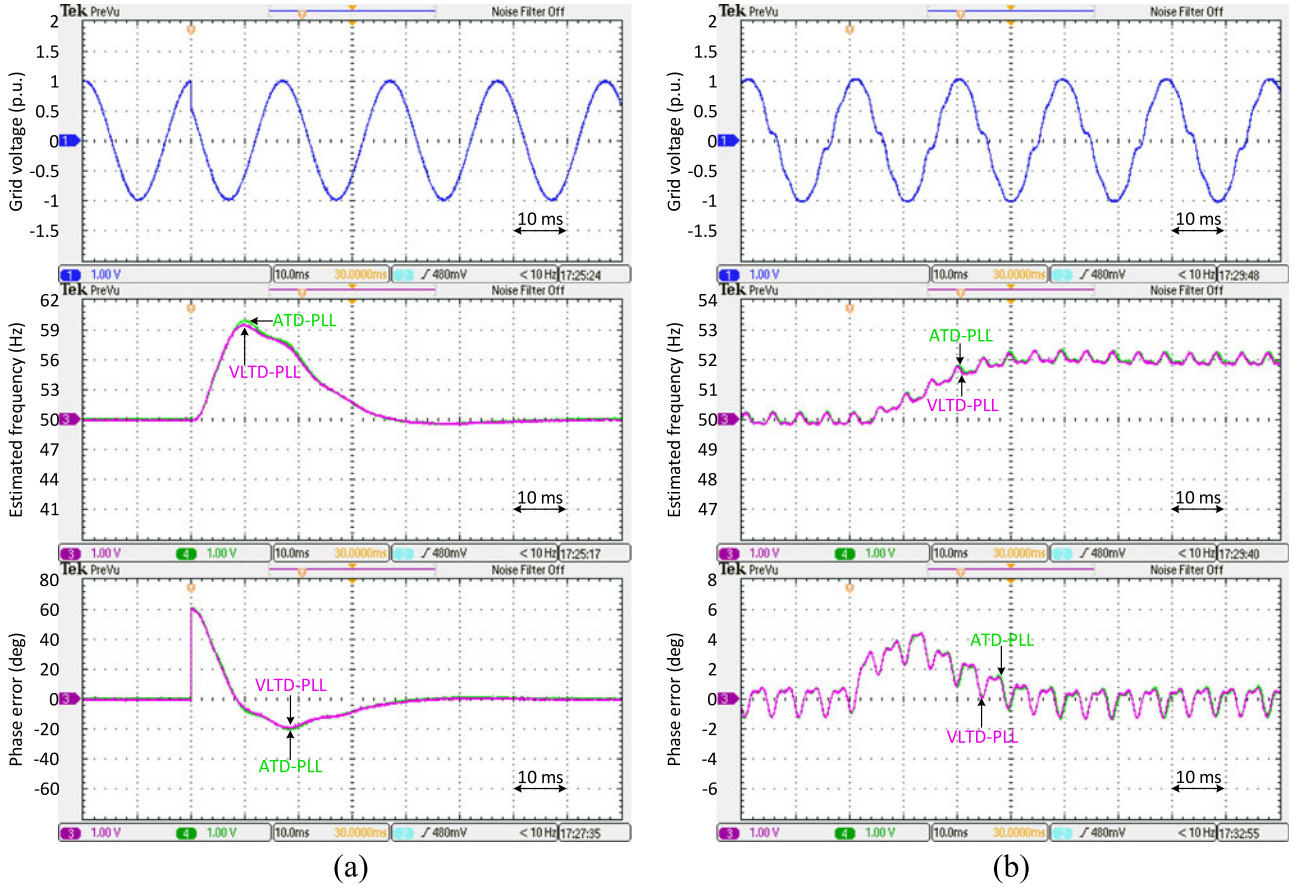 Tek PreVu
Noise Filter Off
Grid voltage (p.u.)
2
1.5
1
0.5
0
-0.5
-1
-1.5
1
10 ms
1 1.00 V
10.0ms 30.0000ms 480mV < 10 Hz 17:25:24
Tek PreVu
Noise Filter Off
Estimated frequency (Hz)
62
59
56
53
50
47
44
41
3
ATD-PLL
VLTD-PLL
10 ms
3 1.00 V 4 1.00 V 10.0ms 30.0000ms 480mV < 10 Hz 17:25:17
Tek PreVu
Noise Filter Off
Phase error (deg)
80
60
40
20
0
-20
-40
-60
3
VLTD-PLL
ATD-PLL
10 ms
3 1.00 V 4 1.00 V 10.0ms 30.0000ms 480mV < 10 Hz 17:27:35
(a)
Tek PreVu
Noise Filter Off
Grid voltage (p.u.)
2
1.5
1
0.5
0
-0.5
-1
-1.5
1
10 ms
1 1.00 V
10.0ms 30.0000ms 480mV < 10 Hz 17:29:48
Tek PreVu
Noise Filter Off
Estimated frequency (Hz)
54
53
52
51
50
49
48
47
3
ATD-PLL
VLTD-PLL
10 ms
3 1.00 V 4 1.00 V 10.0ms 30.0000ms 480mV < 10 Hz 17:29:40
Tek PreVu
Noise Filter Off
Phase error (deg)
8
6
4
2
0
-2
-4
-6
3
ATD-PLL
VLTD-PLL
10 ms
3 1.00 V 4 1.00 V 10.0ms 30.0000ms 480mV < 10 Hz 17:32:55
(b)